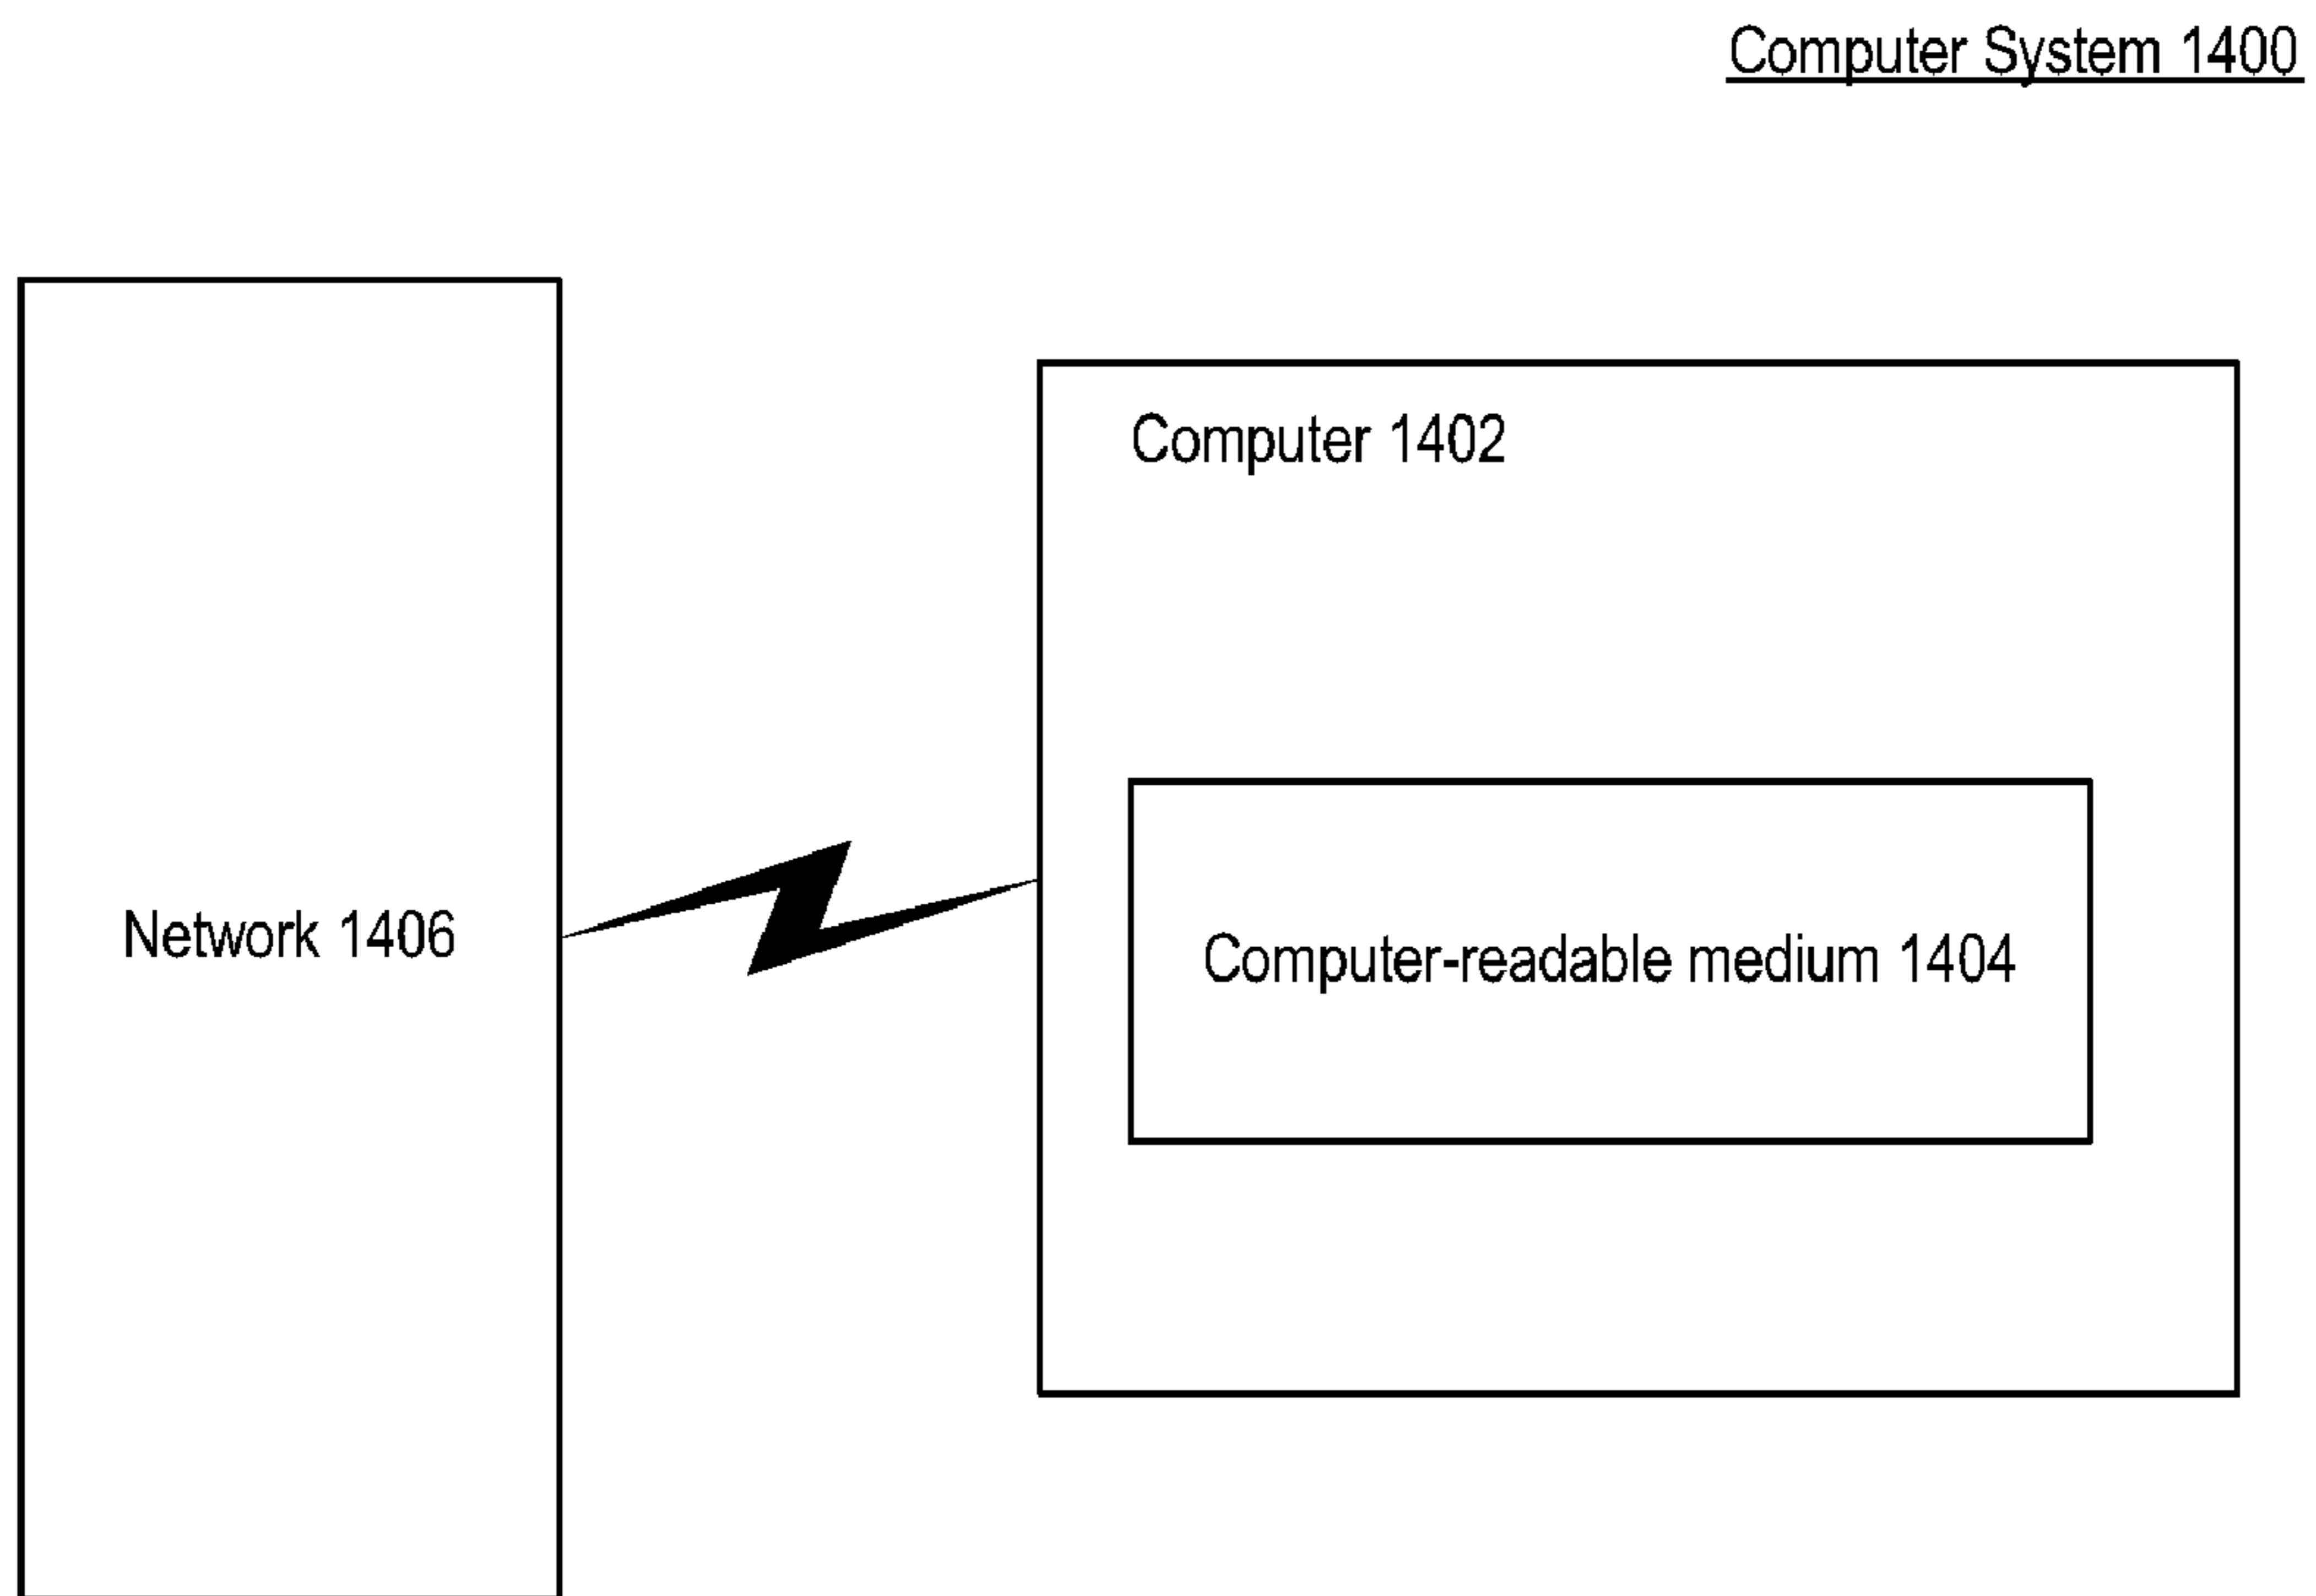 Computer System 1400
Computer 1402
Network 1406
Computer-readable medium 1404